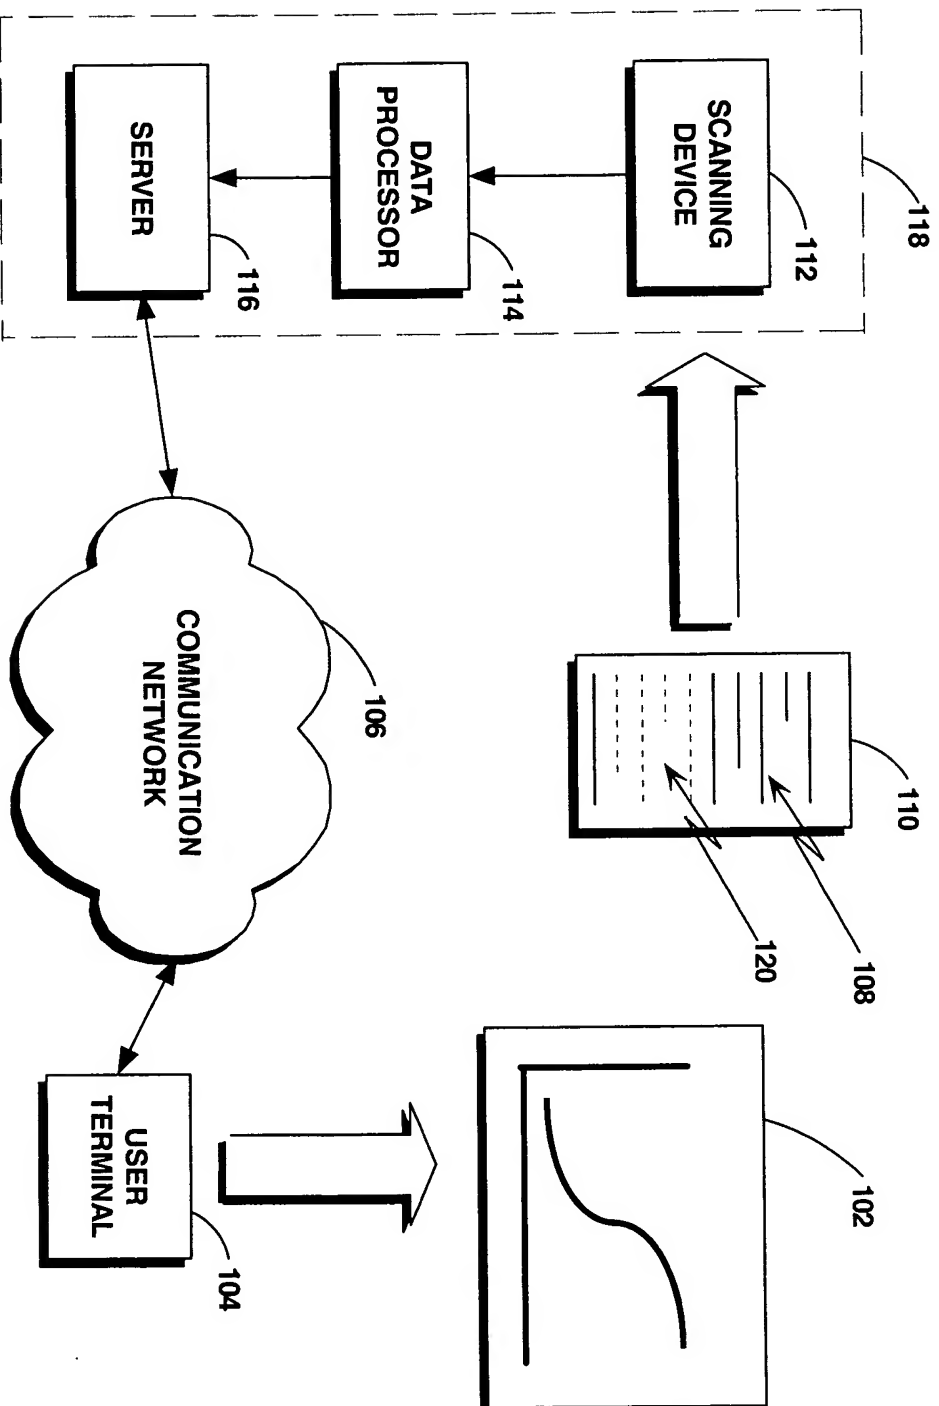 118
SCANNING
DEVICE
112
DATA
PROCESSOR
114
SERVER
116
110
108
120
COMMUNICATION
NETWORK
106
102
USER
TERMINAL
104